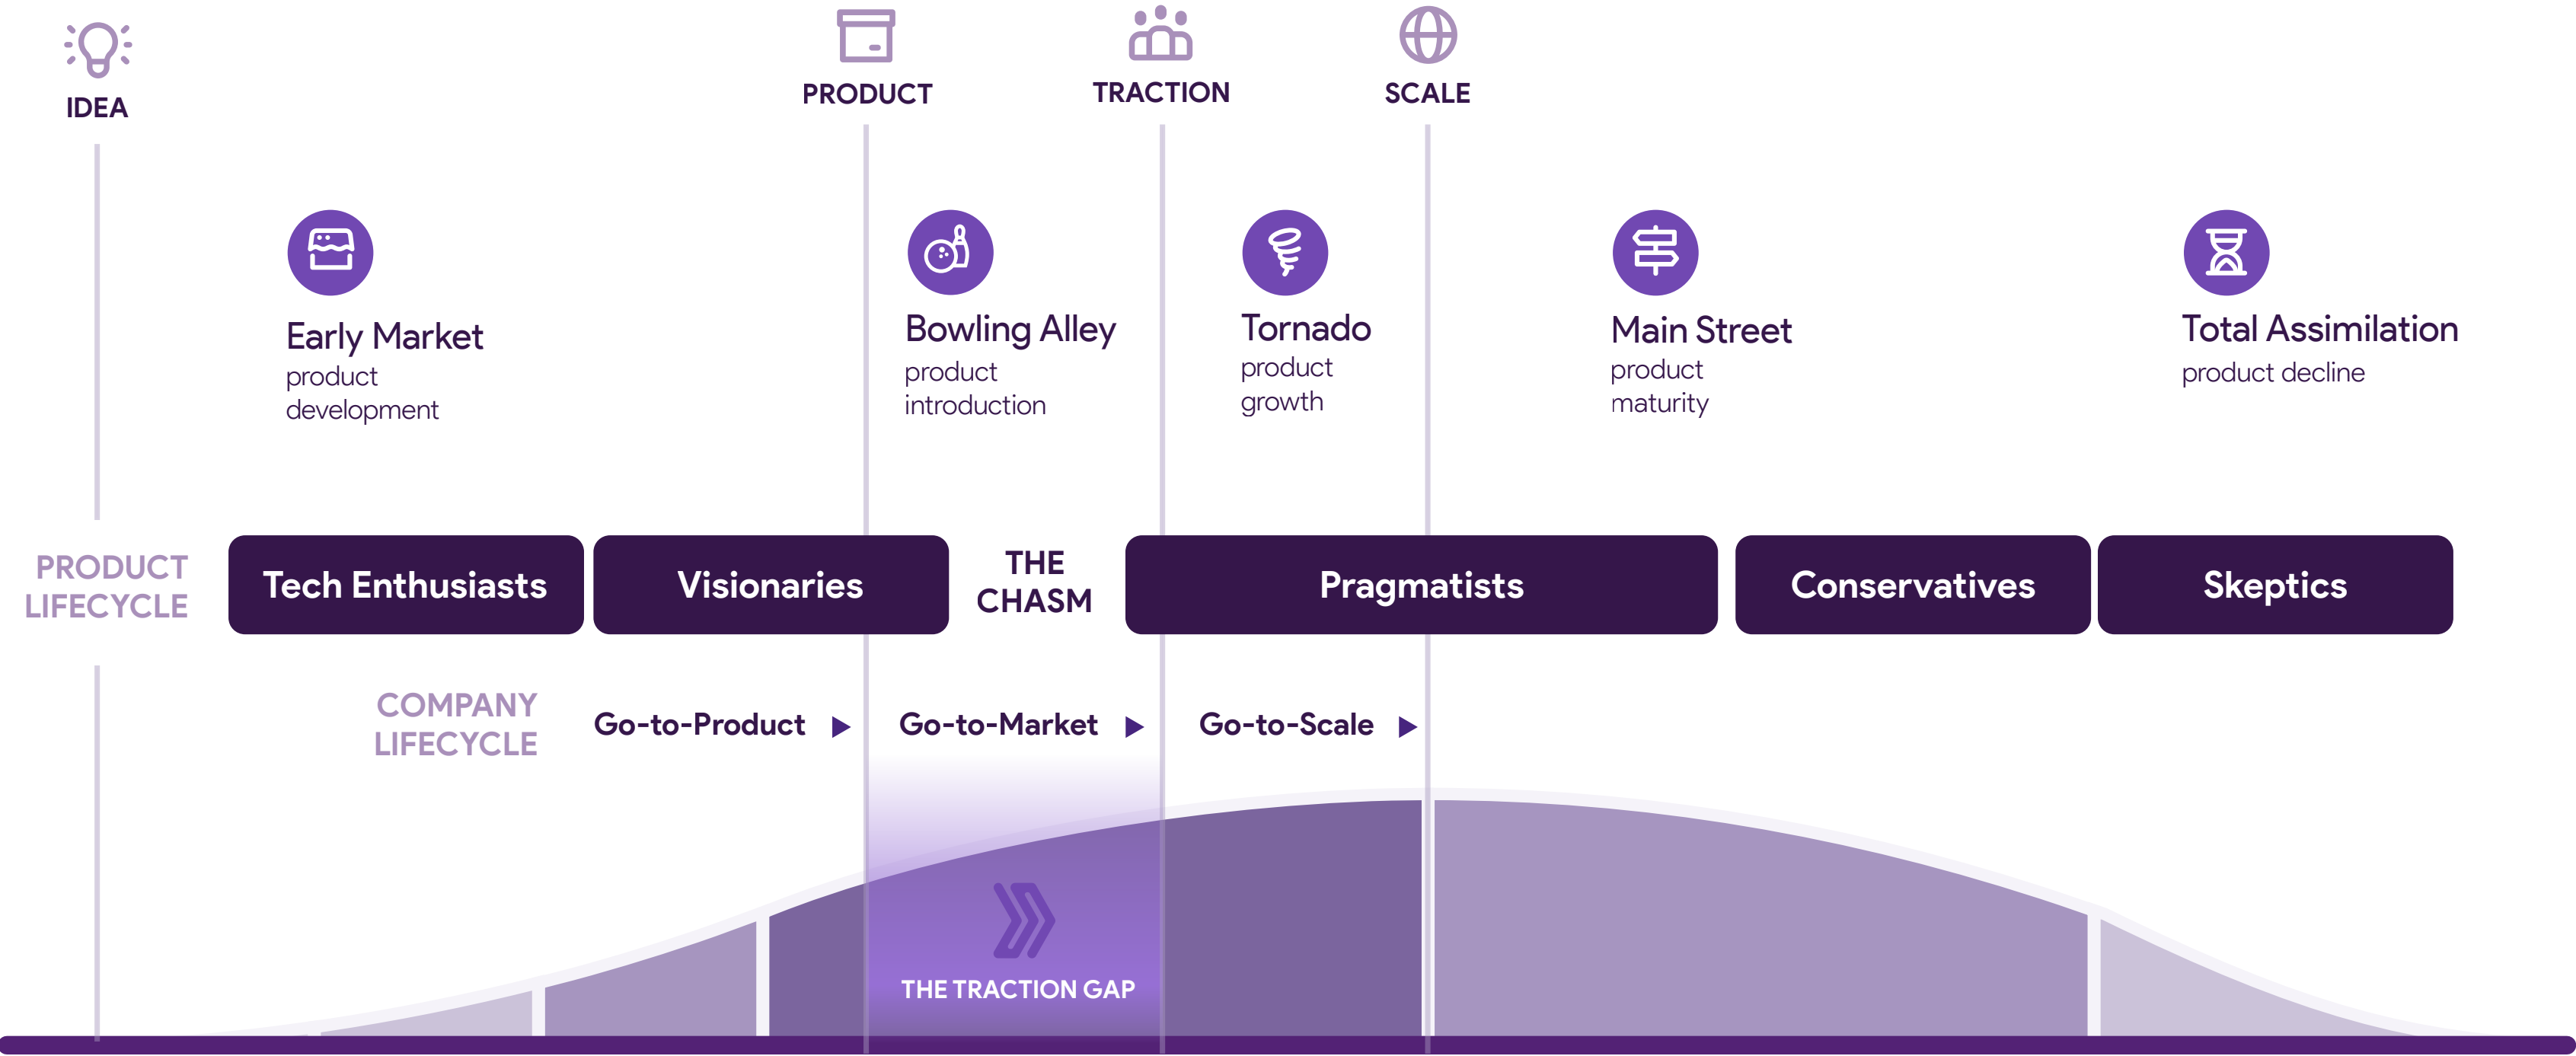 IDEA
PRODUCT
TRACTION
SCALE
Early Market
product
development
Bowling Alley
product
introduction
Tornado
product
growth
Main Street
product
maturity
Total Assimilation
product decline
PRODUCT
LIFECYCLE
Tech Enthusiasts
Visionaries
THE
CHASM
Pragmatists
Conservatives
Skeptics
COMPANY
LIFECYCLE
Go-to-Product
Go-to-Market
Go-to-Scale
THE TRACTION GAP